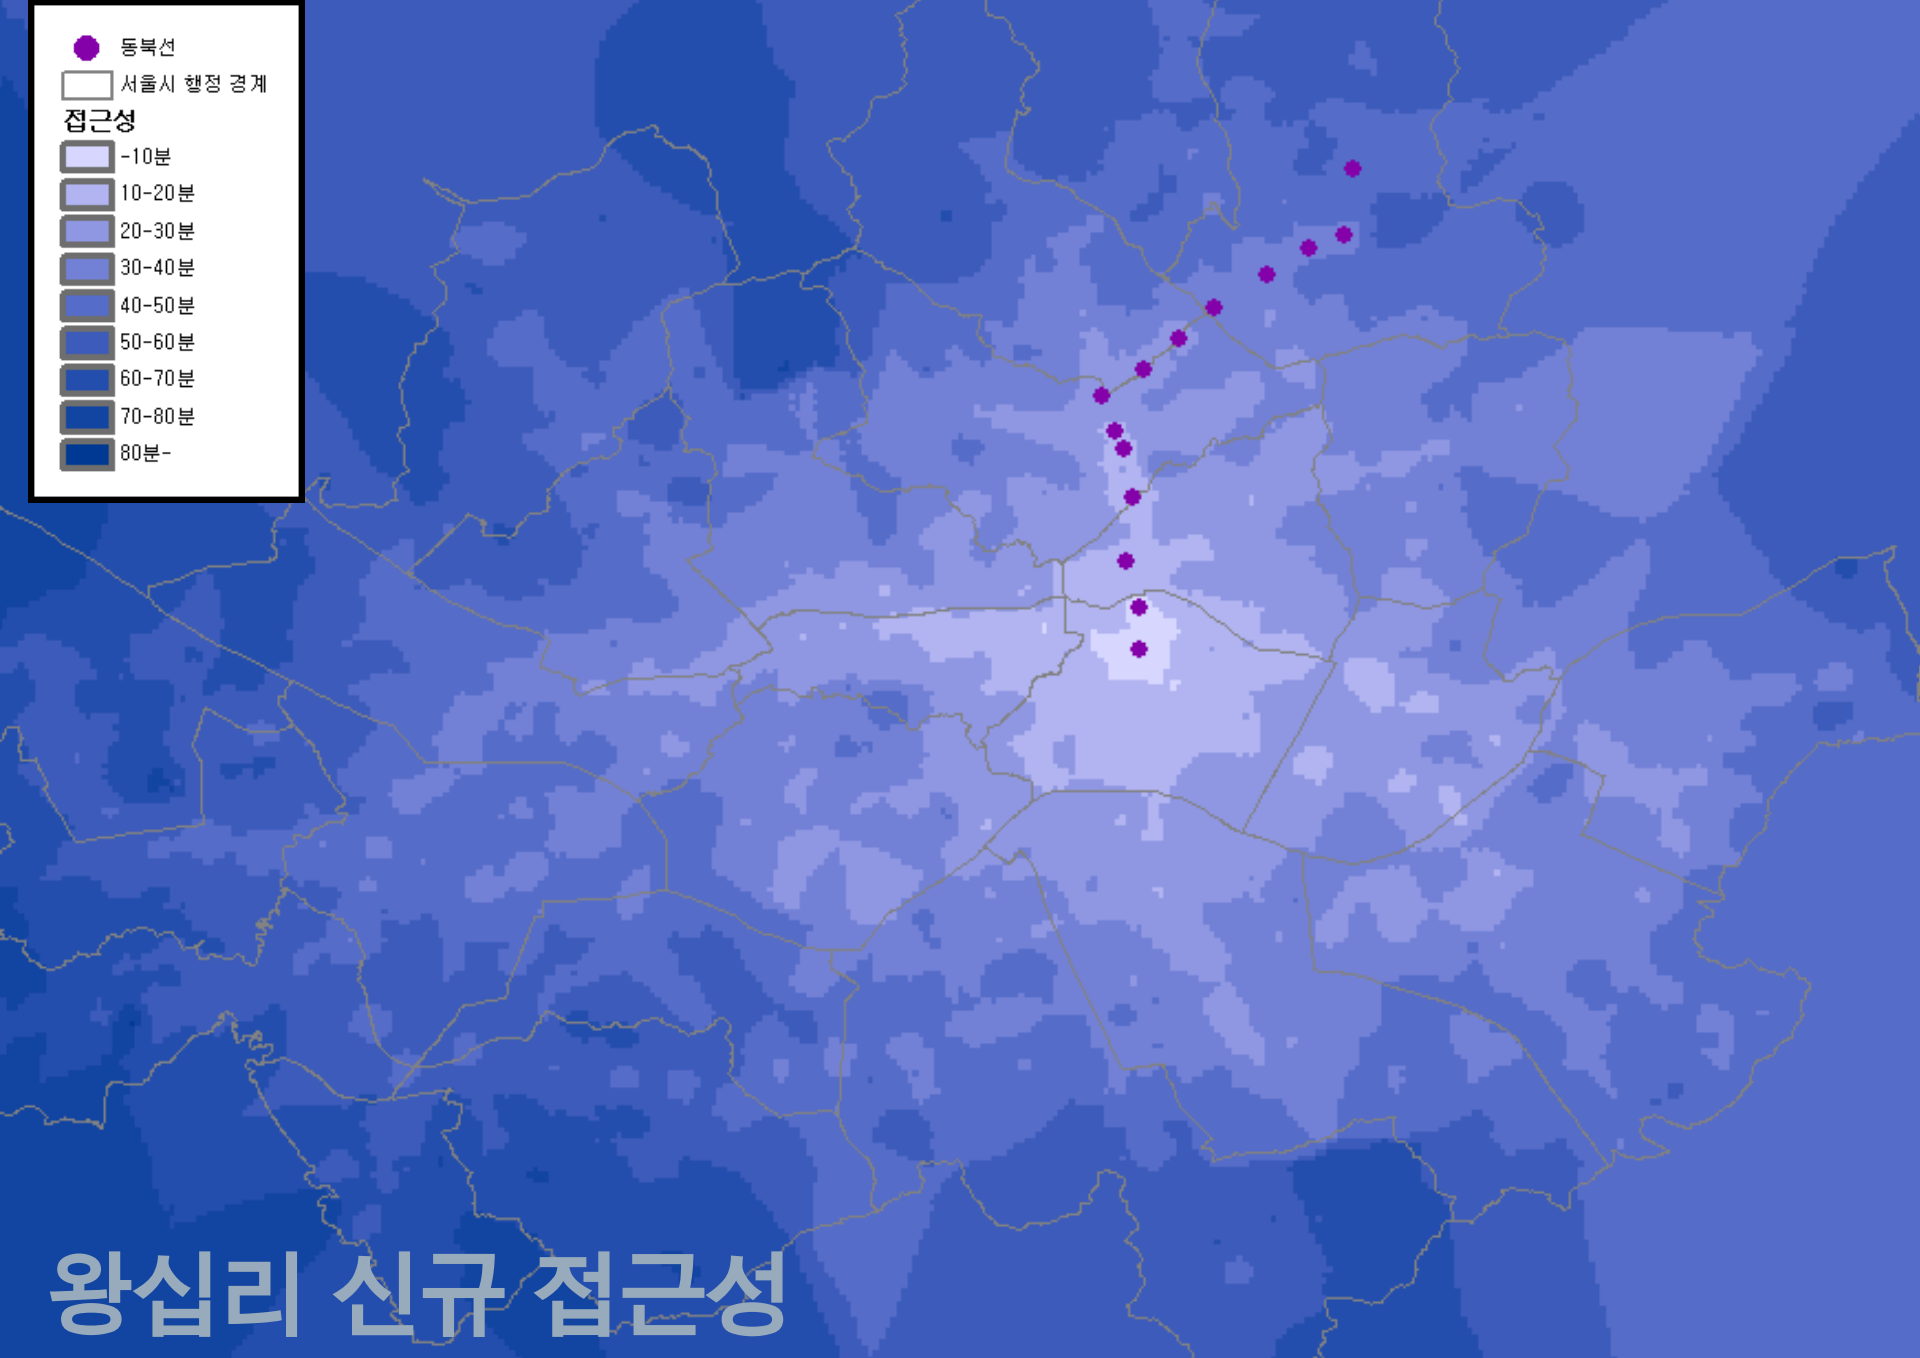 동북선
서울시 행정 경계
접근성
-10분
10-20분
20-30분
30-40분
40-50분
50-60분
60-70분
70-80분
80분-
왕십리 신규 접근성